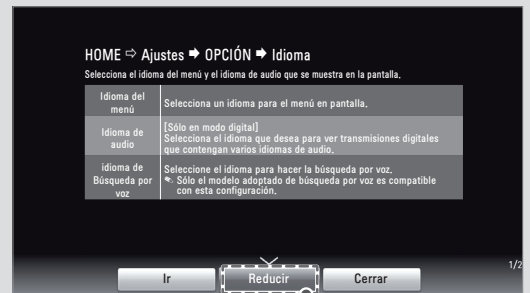 HOME ⇨ Ajustes ➡ OPCIÓN ➡ Idioma
Selecciona el idioma del menú y el idioma de audio que se muestra en la pantalla.
Idioma del
menú
Selecciona un idioma para el menú en pantalla.
Idioma de
audio
[Sólo en modo digital]
Selecciona el idioma que desea para ver transmisiones digitales
que contengan varios idiomas de audio.
idioma de
Búsqueda por
voz
Seleccione el idioma para hacer la búsqueda por voz.
✎ Sólo el modelo adoptado de búsqueda por voz es compatible
con esta configuración.
1/2
Ir
Reducir
Cerrar